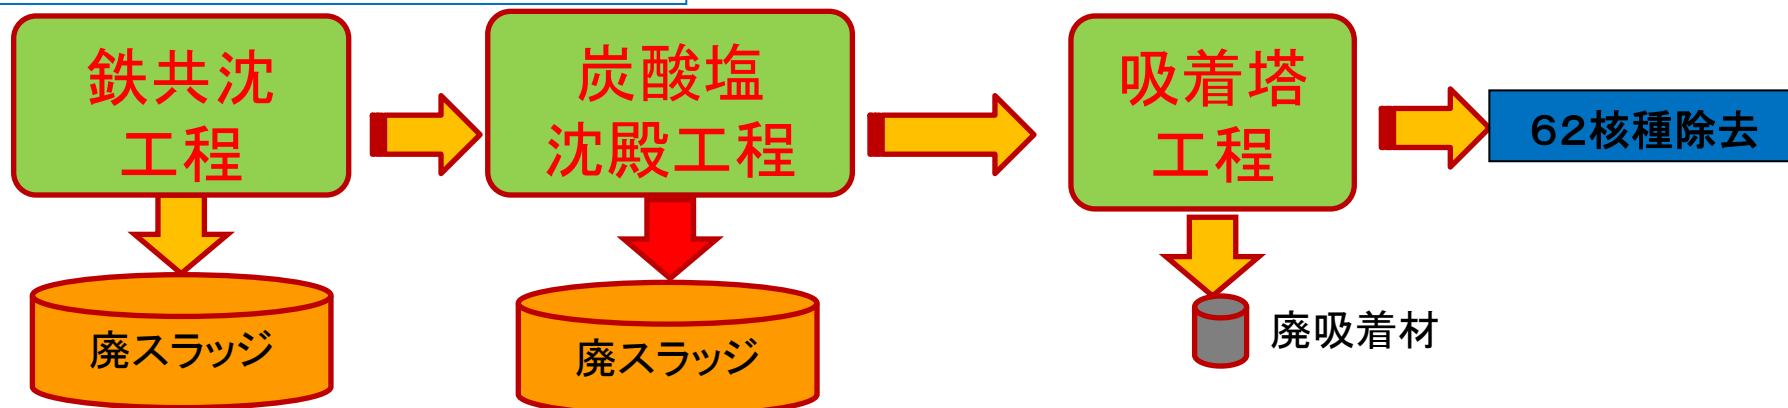 鉄共沈
工程
炭酸塩
沈殿工程
吸着塔
工程
６２核種除去
廃スラッジ
廃スラッジ
廃吸着材